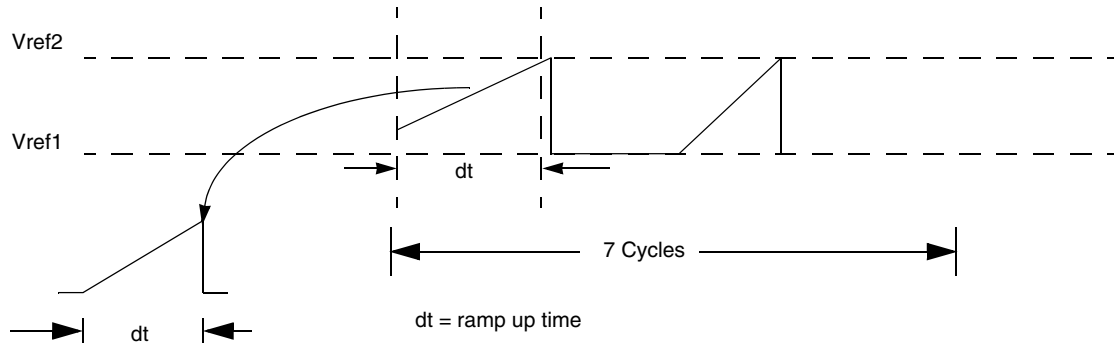 Vref2
Vref1
dt
7 Cycles
dt
dt = ramp up time